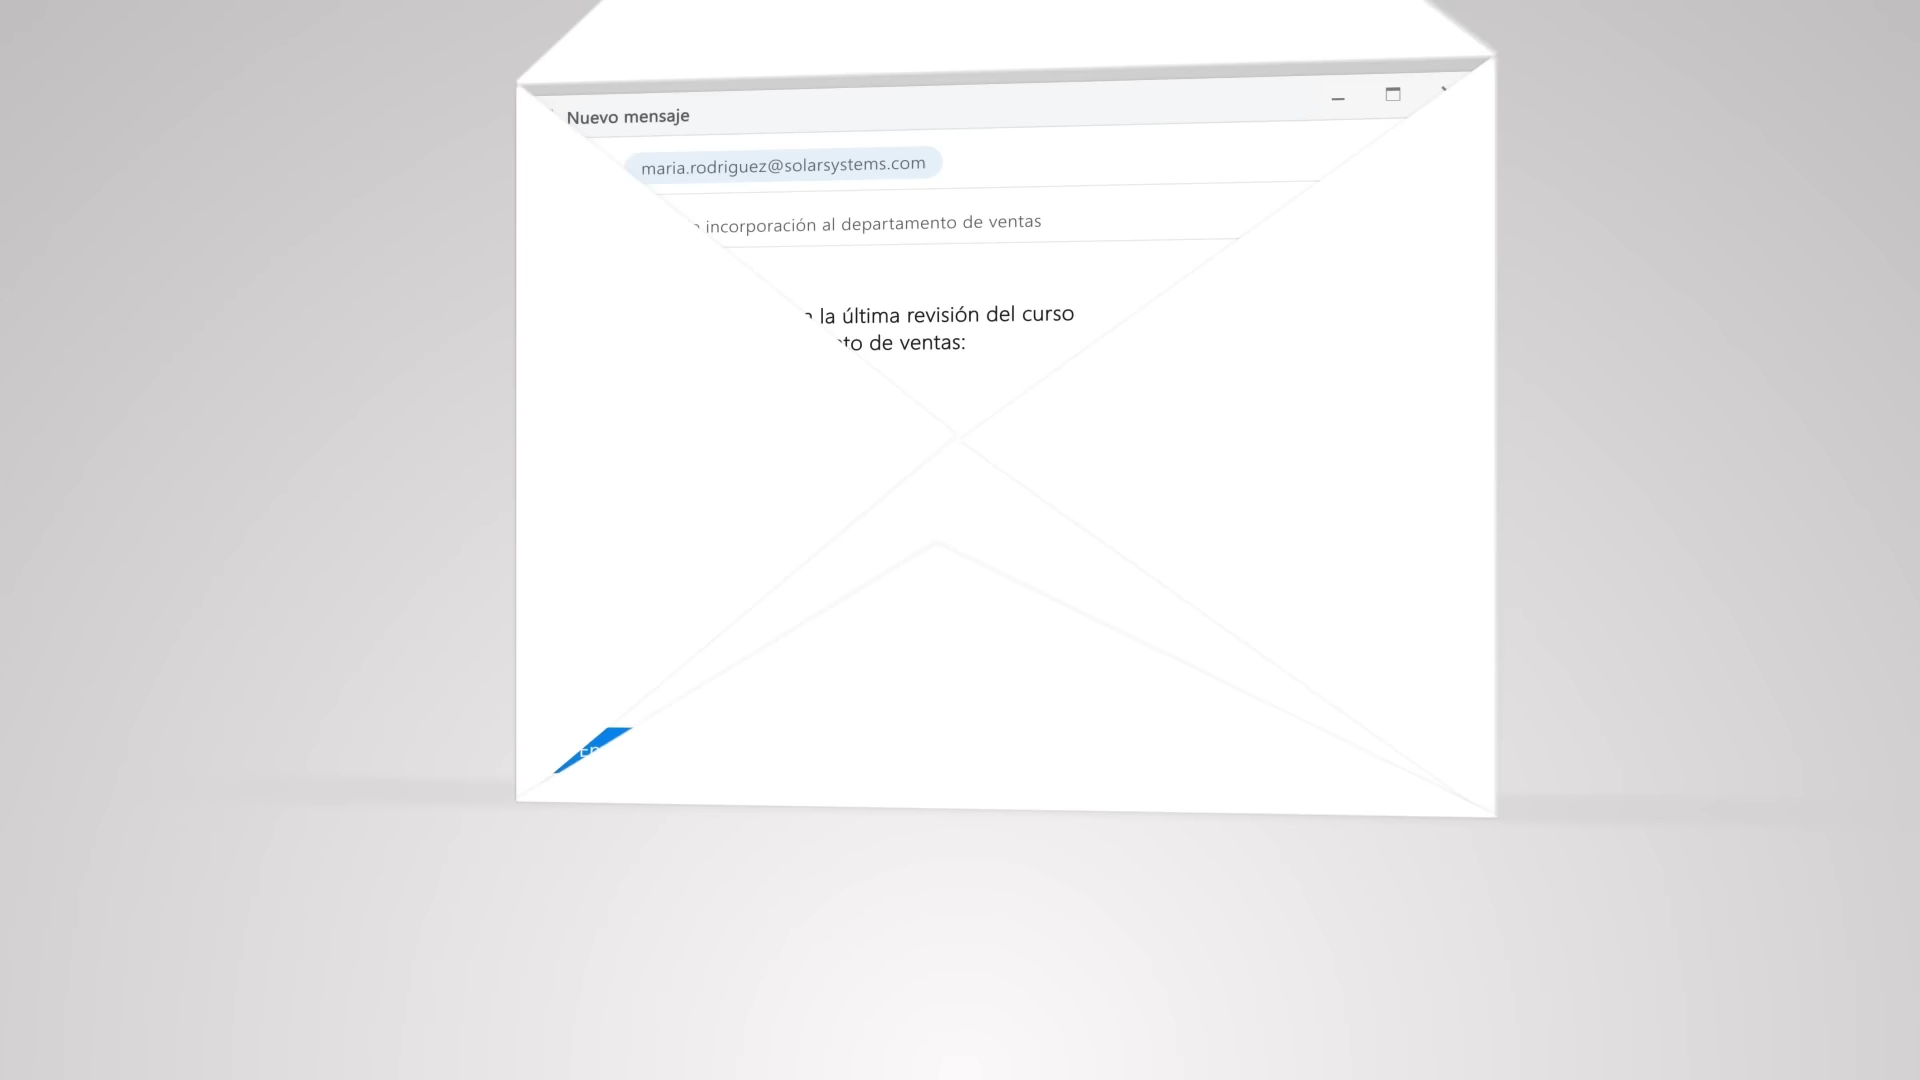 Nuevo mensaje
maria.rodriguez@solarsystems.com
incorporación al departamento de ventas
la última revisión del curso
de ventas: